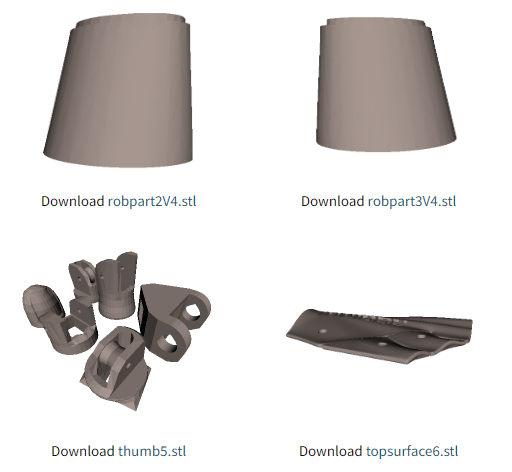 Download robpart2V4.stl
Download robpart3V4.stl
Download thumb5.stl
Download topsurface6.stl